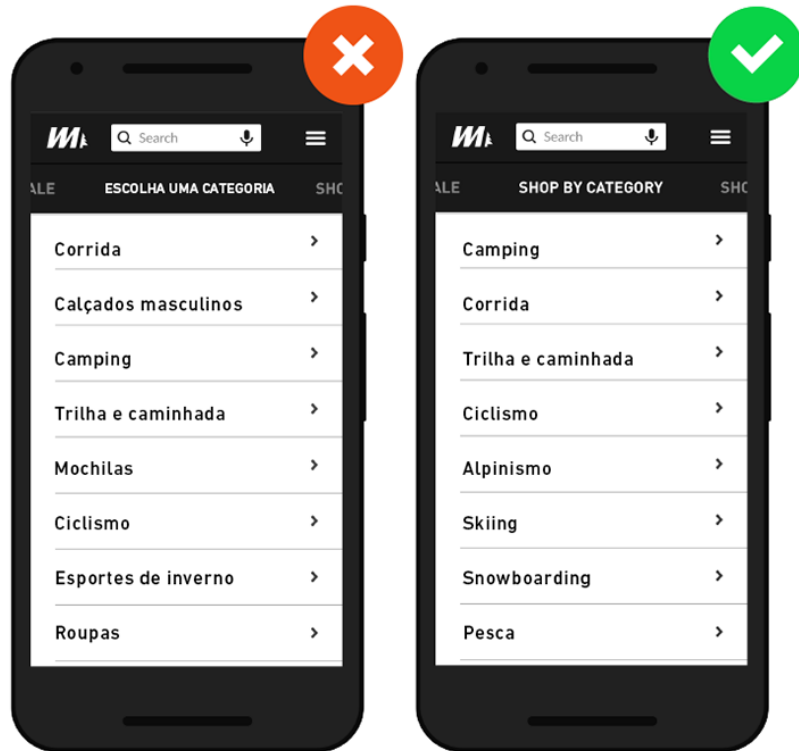 Search
ALE ESCOLHA UMA CATEGORIA SHO
Corrida
Calçados masculinos
Camping
Trilha e caminhada
Mochilas
Ciclismo
Esportes de inverno
Roupas
Search
ALE SHOP BY CATEGORY SHO
Camping
Corrida
Trilha e caminhada
Ciclismo
Alpinismo
Skiing
Snowboarding
Pesca